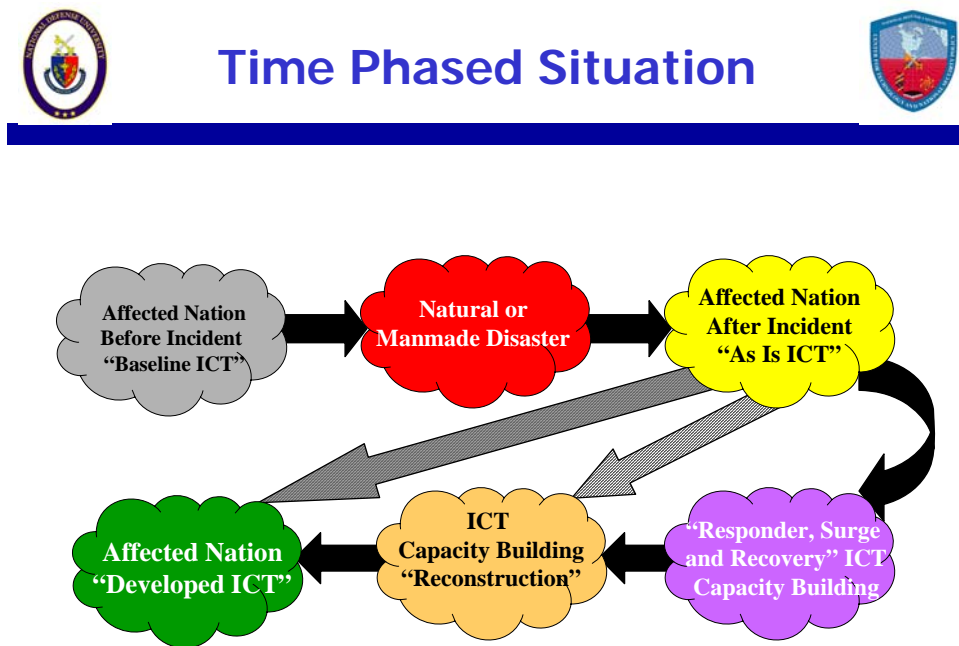 Time Phased Situation
Affected Nation
Before Incident
“Baseline ICT”
Natural or
Manmade Disaster
Affected Nation
After Incident
“As Is ICT”
“Responder, Surge
and Recovery” ICT
Capacity Building
ICT
Capacity Building
“Reconstruction”
Affected Nation
“Developed ICT”